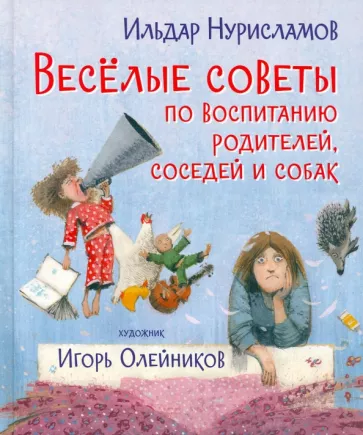 Ильдар Нурисламов
Весёлые советы
по воспитанию
родителей,
соседей и собак
художник
Игорь Олейников